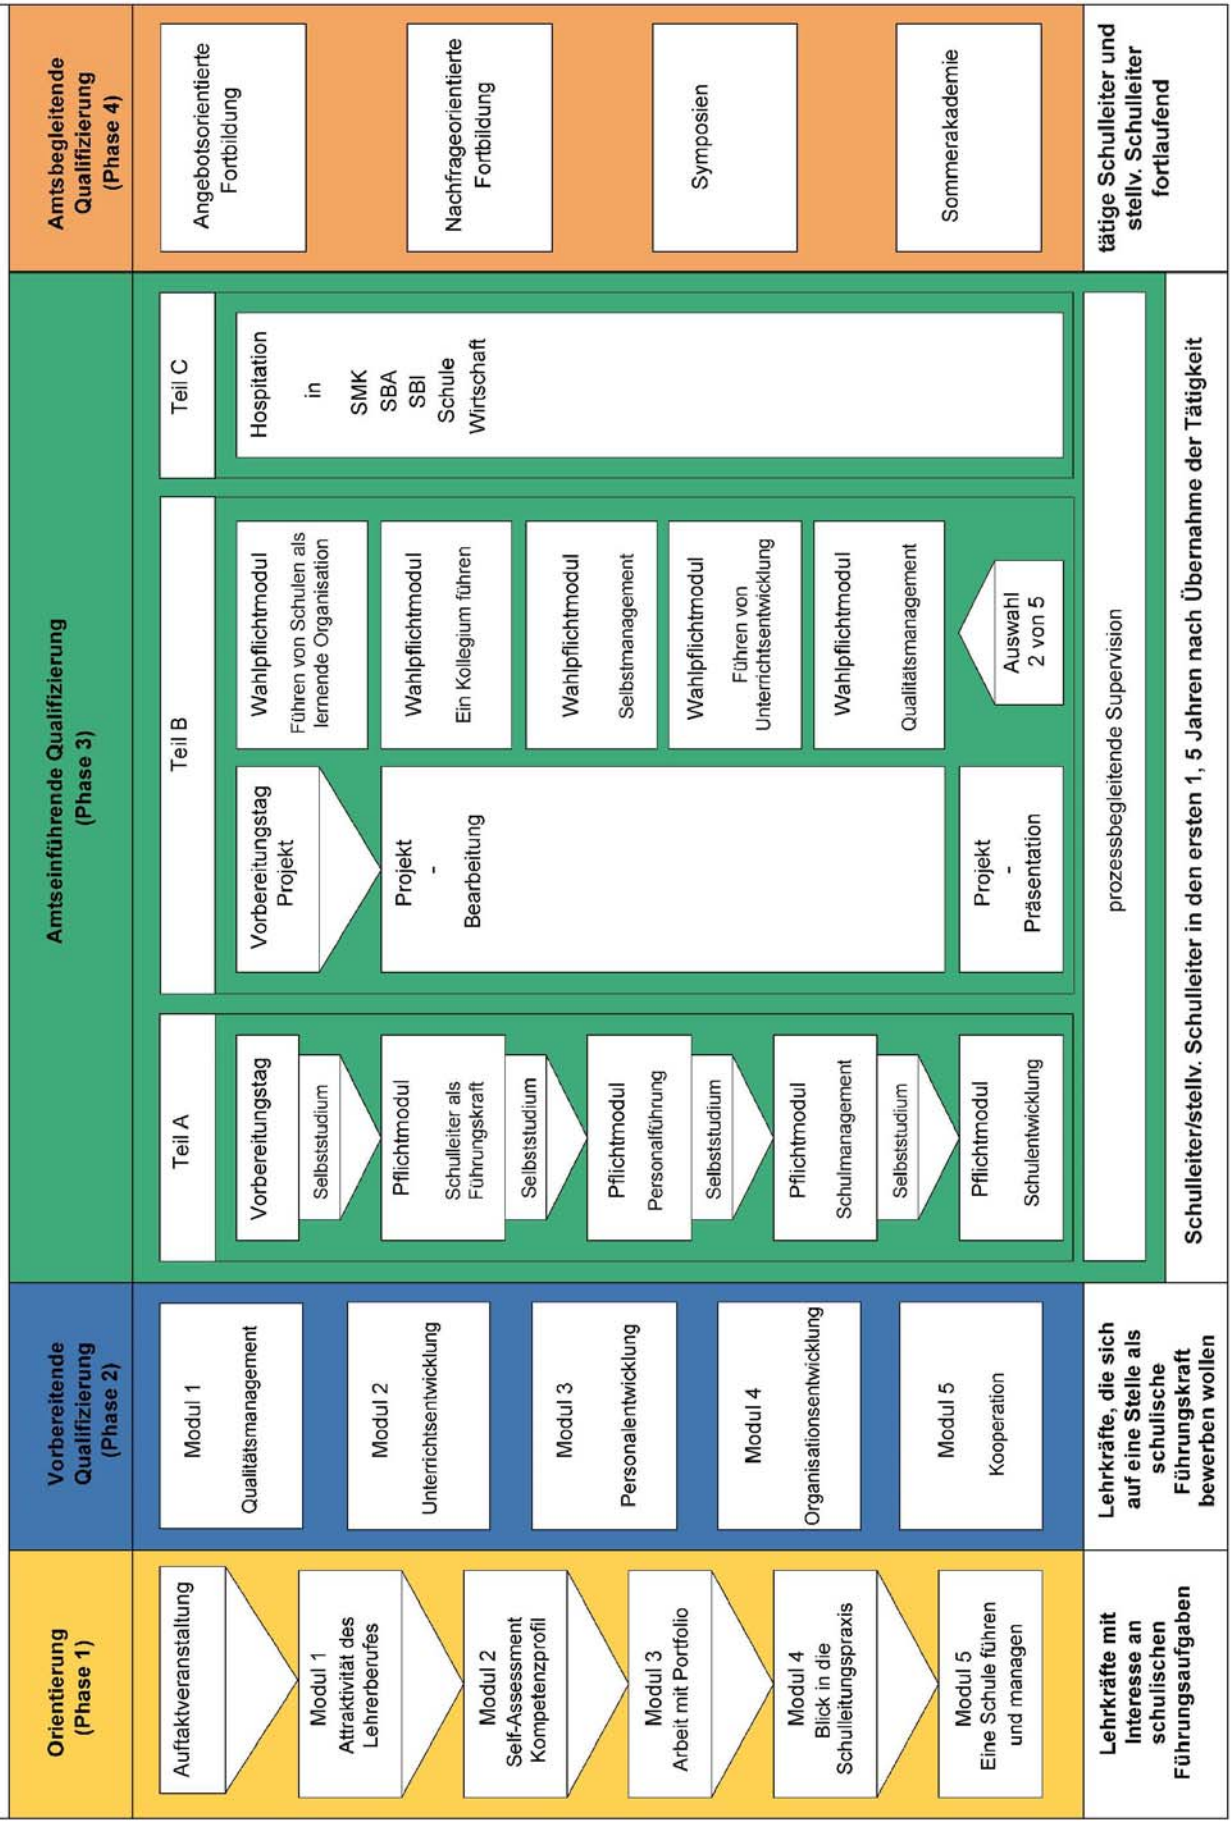 Orientierung
(Phase 1)
Auftaktveranstaltung
Modul 1
Attraktivität des
Lehrerberufes
Modul 2
Self-Assessment
Kompetenzprofil
Modul 3
Arbeit mit Portfolio
Modul 4
Blick in die
Schulleitungspraxis
Modul 5
Eine Schule führen
und managen
Lehrkräfte mit
Interesse an
schulischen
Führungsaufgaben
Vorbereitende
Qualifizierung
(Phase 2)
Modul 1
Qualitätsmanagement
Modul 2
Unterrichtsentwicklung
Modul 3
Personalentwicklung
Modul 4
Organisationsentwicklung
Modul 5
Kooperation
Lehrkräfte, die sich
auf eine Stelle als
schulische
Führungskraft
bewerben wollen
Amtseinführende Qualifizierung
(Phase 3)
Teil A
Vorbereitungstag
Selbststudium
Pflichtmodul
Schulleiter als
Führungskraft
Selbststudium
Pflichtmodul
Personalführung
Selbststudium
Pflichtmodul
Schulmanagement
Selbststudium
Pflichtmodul
Schulentwicklung
Teil B
Vorbereitungstag
Projekt
Projekt
-
Bearbeitung
Projekt
-
Präsentation
Wahlpflichtmodul
Führen von Schulen als
lernende Organisation
Wahlpflichtmodul
Ein Kollegium führen
Wahlpflichtmodul
Selbstmanagement
Wahlpflichtmodul
Führen von
Unterrichtsentwicklung
Wahlpflichtmodul
Qualitätsmanagement
Auswahl
2 von 5
Teil C
Hospitation
in
SMK
SBA
SBI
Schule
Wirtschaft
prozessbegleitende Supervision
Schulleiter/stellv. Schulleiter in den ersten 1, 5 Jahren nach Übernahme der Tätigkeit
Amtsbegleitende
Qualifizierung
(Phase 4)
Angebotsorientierte
Fortbildung
Nachfrageorientierte
Fortbildung
Symposien
Sommerakademie
tätige Schulleiter und
stellv. Schulleiter
fortlaufend